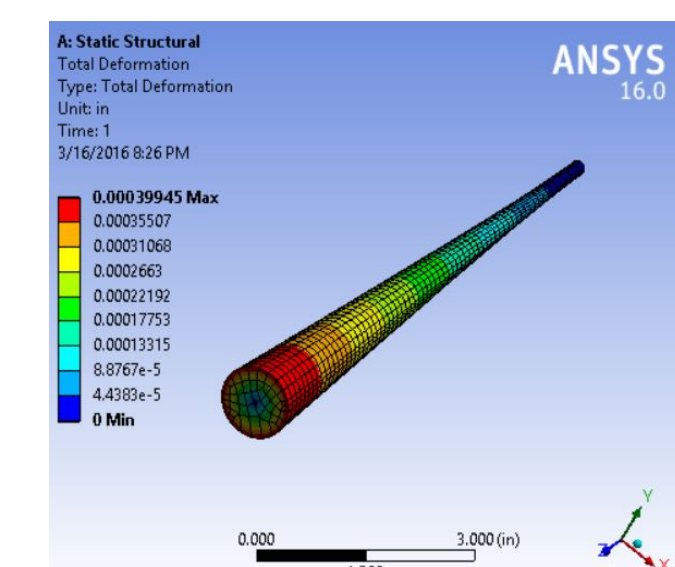 A: Static Structural
Total Deformation
Type: Total Deformation
Unit: in
Time: 1
3/16/2016 8:26 PM
ANSYS
16.0
0.00039945 Max
0.00035507
0.00031068
0.0002663
0.00022192
0.00017753
0.00013315
8.8767e-5
4.4383e-5
0 Min
0.000
3.000 (in)
Y
Z
X